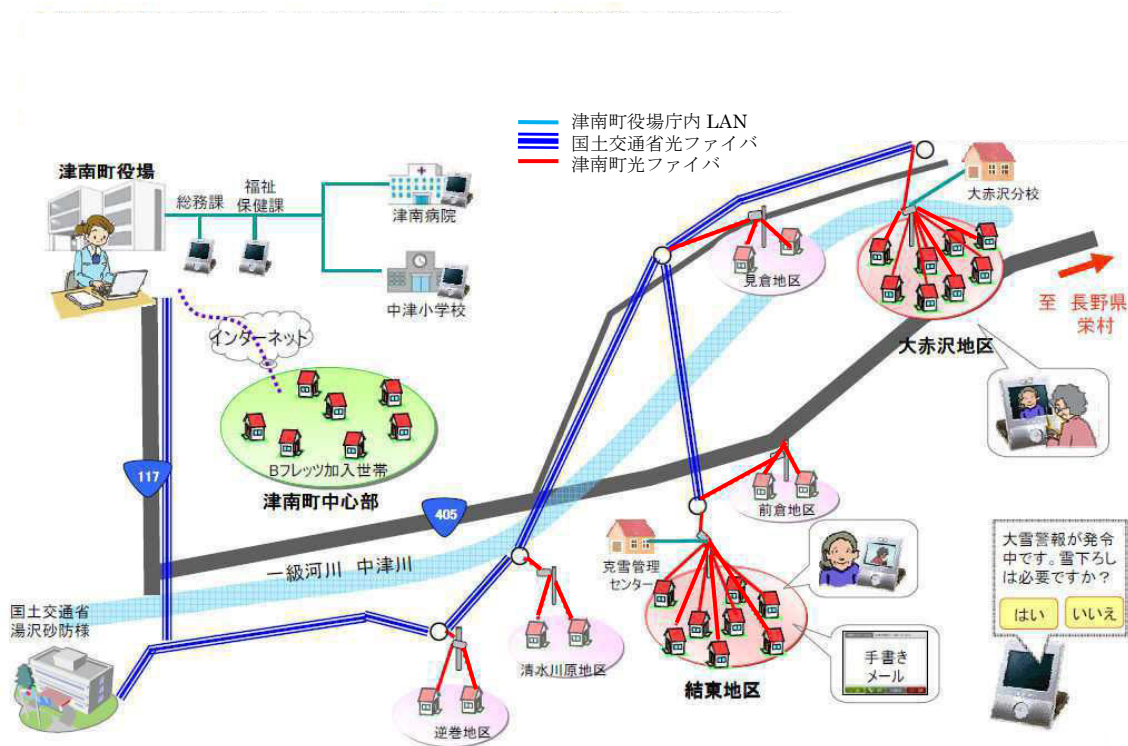 津南町役場庁内 LAN
国土交通省光ファイバ
津南町光ファイバ
津南町役場
総務課
福祉
保健課
津南病院
中津小学校
大赤沢分校
見倉地区
至 長野県
栄村
大赤沢地区
インターネット
Bフレッツ加入世帯
津南町中心部
117
405
前倉地区
一級河川 中津川
克雪管理
センター
大雪警報が発令
中です。雪下ろし
は必要ですか?
はい
いいえ
国土交通省
湯沢砂防様
清水川原地区
手書き
メール
結東地区
逆巻地区